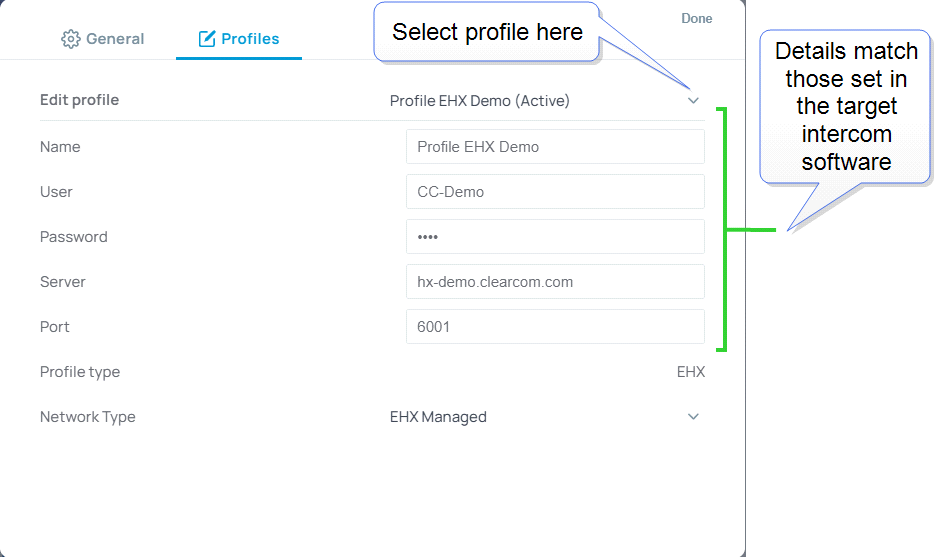 General
Profiles
Select profile here
Done
Details match
those set in
the target
intercom
software
Edit profile
Profile EHX Demo (Active)
Name
Profile EHX Demo
User
CC-Demo
Password
••••
Server
hx-demo.clearcom.com
Port
6001
Profile type
EHX
Network Type
EHX Managed